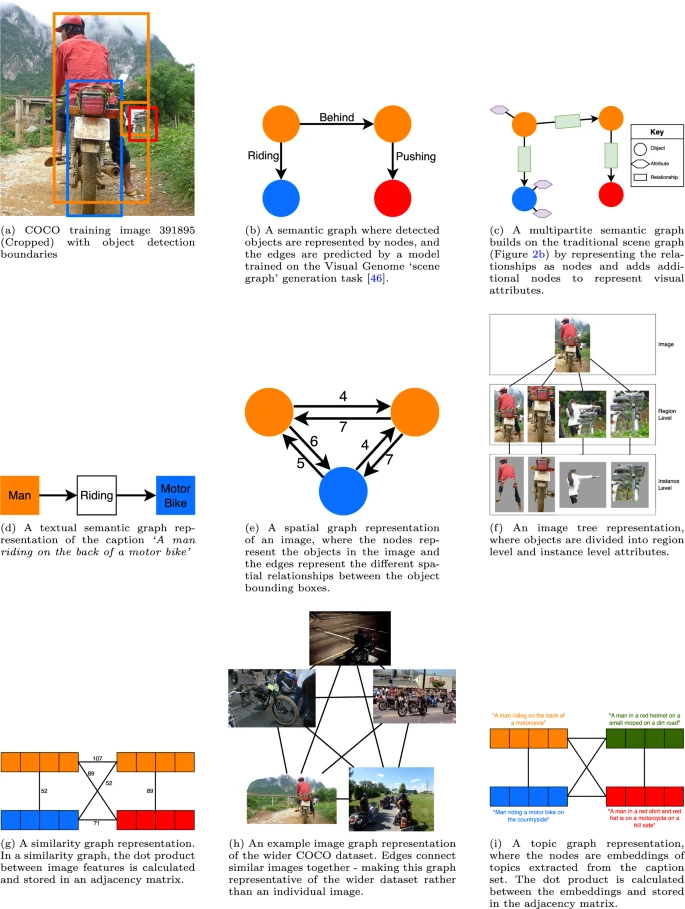 Behind
Riding
Pushing
Key
Object
Attribute
Relationship
(a) COCO training image 391895
(Cropped) with object detection
boundaries
(b) A semantic graph where detected
objects are represented by nodes, and
the edges are predicted by a model
trained on the Visual Genome ‘scene
graph’ generation task [46].
(c) A multipartite semantic graph
builds on the traditional scene graph
(Figure 2b) by representing the rela-
tionships as nodes and adds addi-
tional nodes to represent visual
attributes.
Man
Riding
Motor
Bike
(d) A textual semantic graph rep-
resentation of the caption ‘A man
riding on the back of a motor bike’
4
7
6
5
4
7
(e) A spatial graph representation
of an image, where the nodes rep-
resent the objects in the image and
the edges represent the different spa-
tial relationships between the object
bounding boxes.
Image
Region
Level
Instance
Level
(f) An image tree representation,
where objects are divided into region
level and instance level attributes.
107
89
52
52
89
71
(g) A similarity graph representation.
In a similarity graph, the dot product
between image features is calculated
and stored in an adjacency matrix.
(h) An example image graph representation
of the wider COCO dataset. Edges connect
similar images together - making this graph
representative of the wider dataset rather
than an individual image.
"A man riding on the back of
a motorcycle"
"A man in a red helmet on a
small moped on a dirt road"
"Man riding a motor bike on
the countryside"
"A man in a red shirt and red
hat is on a motorcycle on a
hill side"
(i) A topic graph representation,
where the nodes are embeddings of
topics extracted from the caption
set. The dot product is calculated
between the embeddings and stored
in the adjacency matrix.